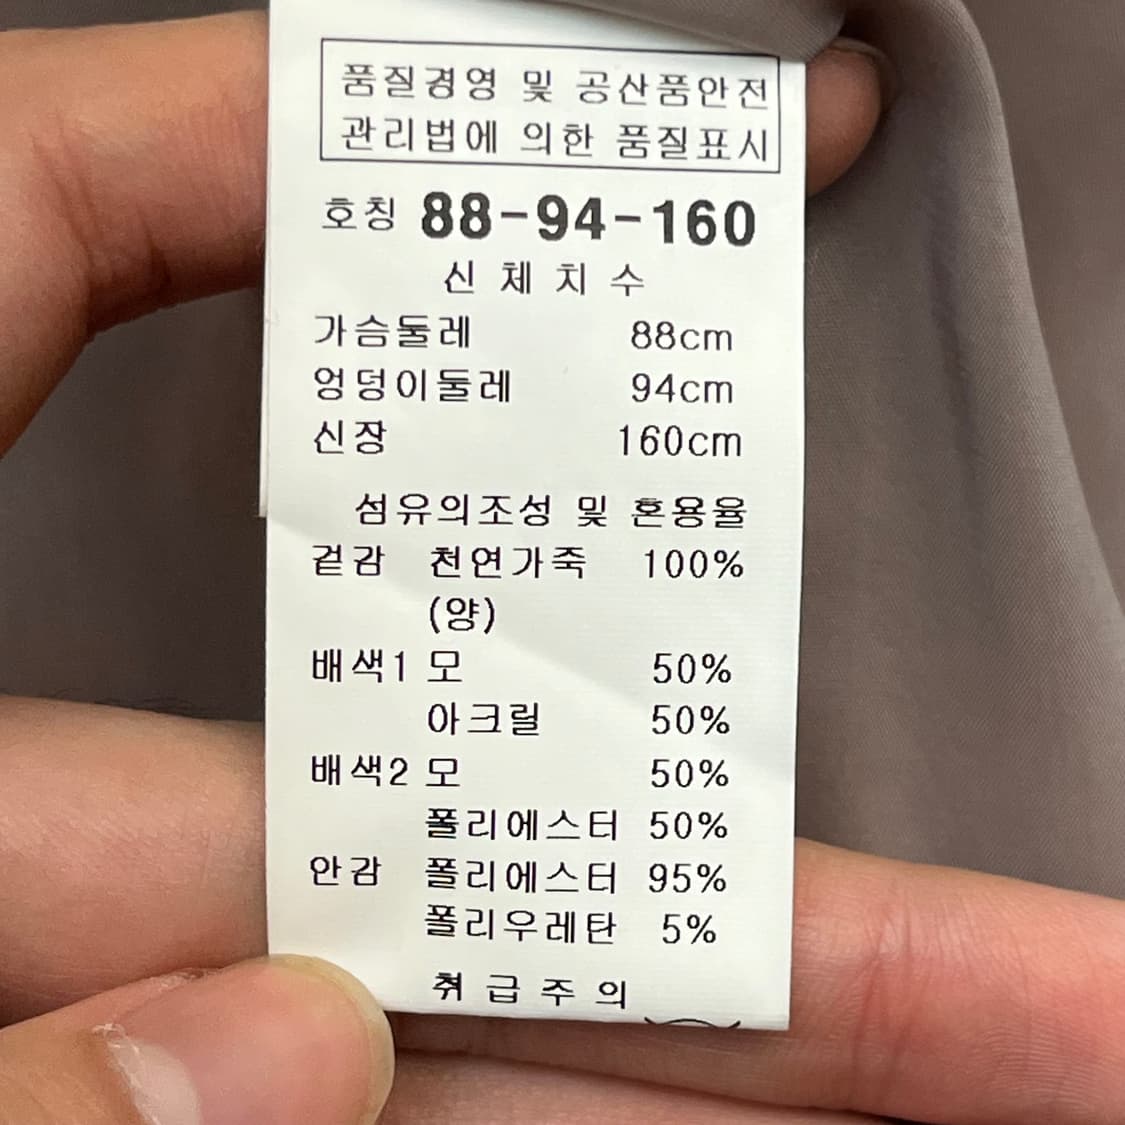 품질경영 및 공산품안전
관리법에 의한 품질표시
호칭 88-94-160
신체치수
가슴둘레 88cm
엉덩이둘레 94cm
신장 160cm
섬유의조성 및 혼용율
겉감 천연가죽 100%
(양)
배색1 모 50%
아크릴 50%
배색2 모 50%
폴리에스터 50%
안감 폴리에스터 95%
폴리우레탄 5%
취급주의